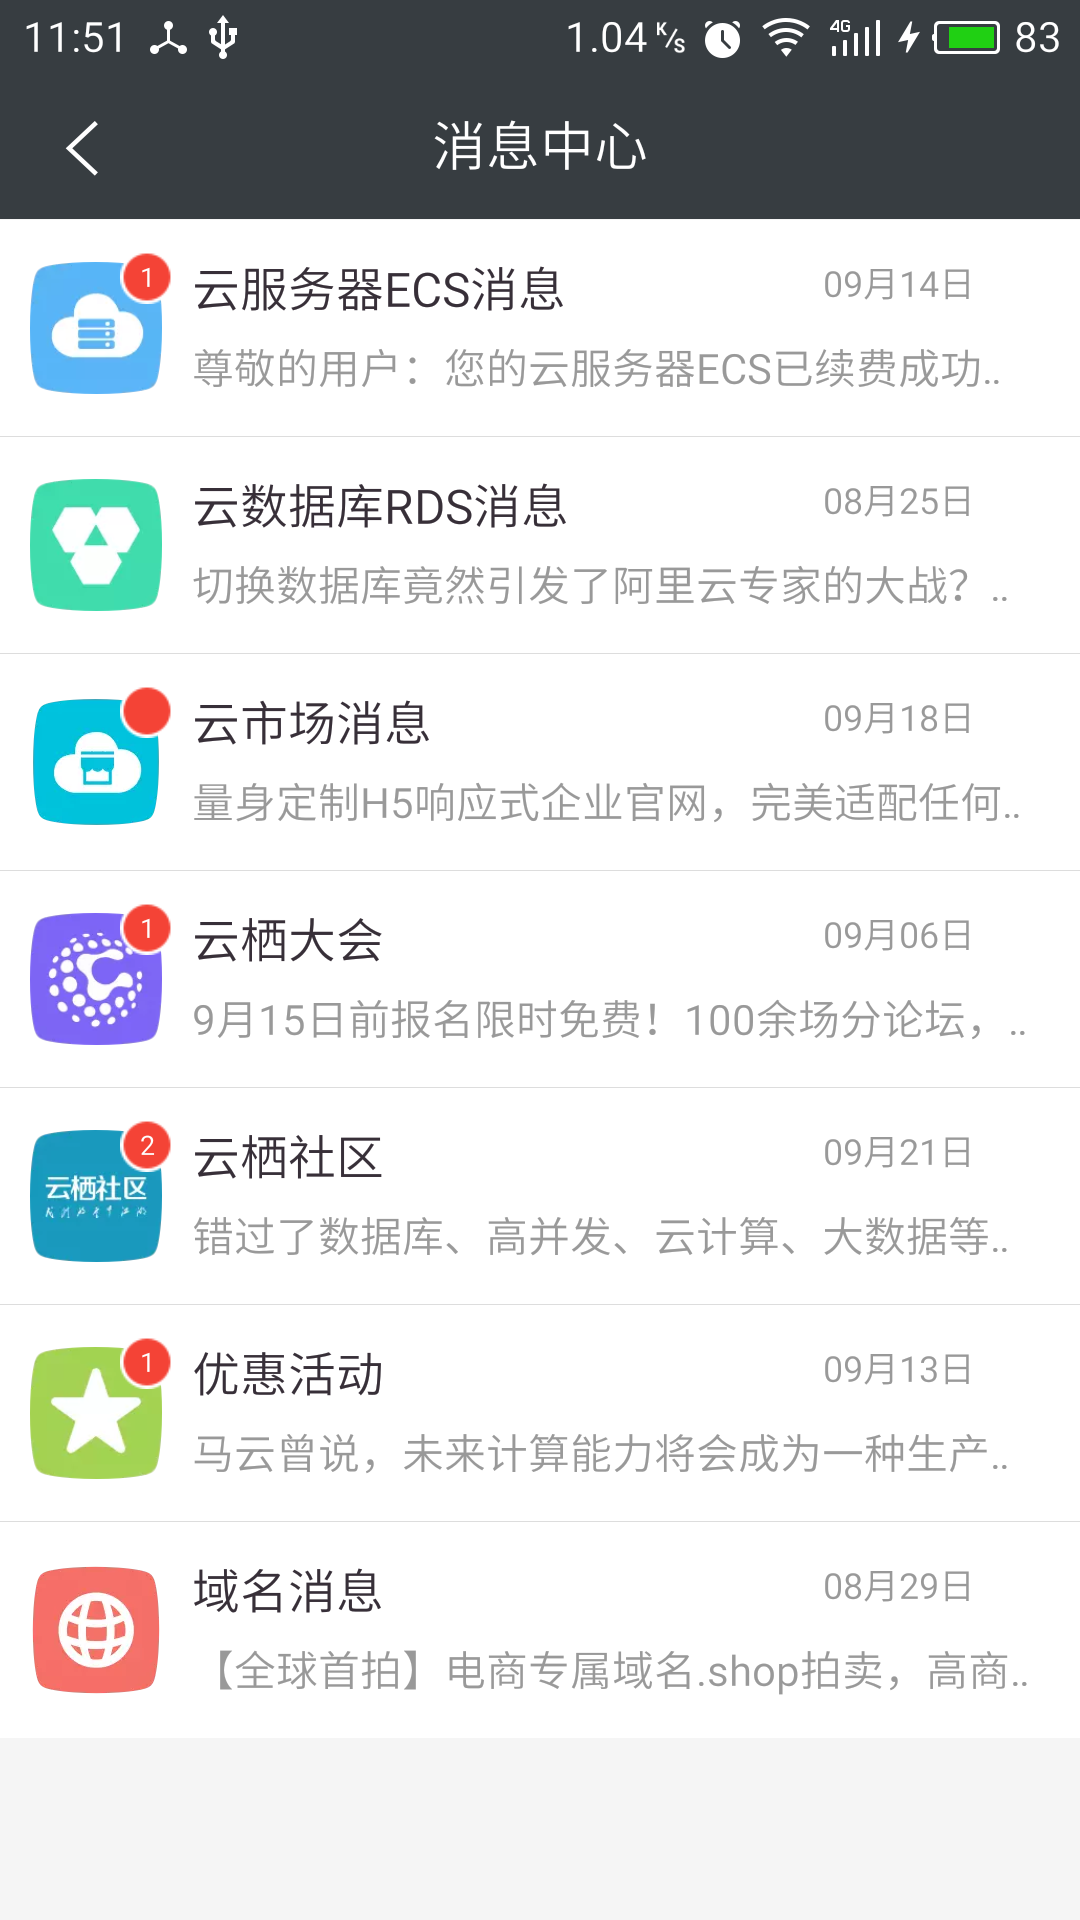 11:51 1.04 K/s 4G 83
消息中心
1
云服务器ECS消息 09月14日
尊敬的用户：您的云服务器ECS已续费成功..
云数据库RDS消息 08月25日
切换数据库竟然引发了阿里云专家的大战？..
云市场消息 09月18日
量身定制H5响应式企业官网，完美适配任何..
1
云栖大会 09月06日
9月15日前报名限时免费！100余场分论坛，..
2
云栖社区 09月21日
云栖社区
错过了数据库、高并发、云计算、大数据等..
1
优惠活动 09月13日
马云曾说，未来计算能力将会成为一种生产..
域名消息 08月29日
【全球首拍】电商专属域名.shop拍卖，高商..